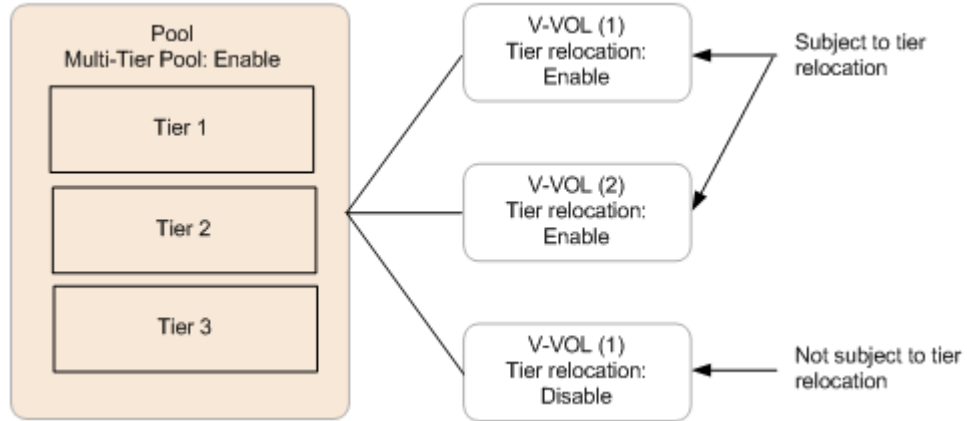 Pool
Multi-Tier Pool: Enable
Tier 1
Tier 2
Tier 3
V-VOL (1)
Tier relocation:
Enable
V-VOL (2)
Tier relocation:
Enable
V-VOL (1)
Tier relocation:
Disable
Subject to tier
relocation
Not subject to tier
relocation